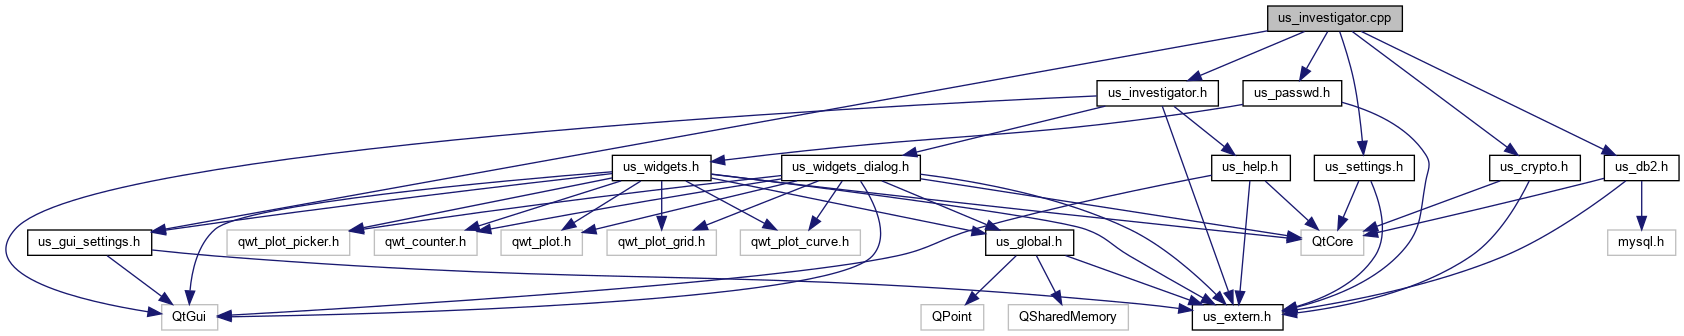 us_investigator.cpp
us_investigator.h
us_passwd.h
us_widgets.h
us_widgets_dialog.h
us_help.h
us_settings.h
us_crypto.h
us_db2.h
us_gui_settings.h
qwt_plot_picker.h
qwt_counter.h
qwt_plot.h
qwt_plot_grid.h
qwt_plot_curve.h
us_global.h
QtCore
mysql.h
QtGui
QPoint
QSharedMemory
us_extern.h